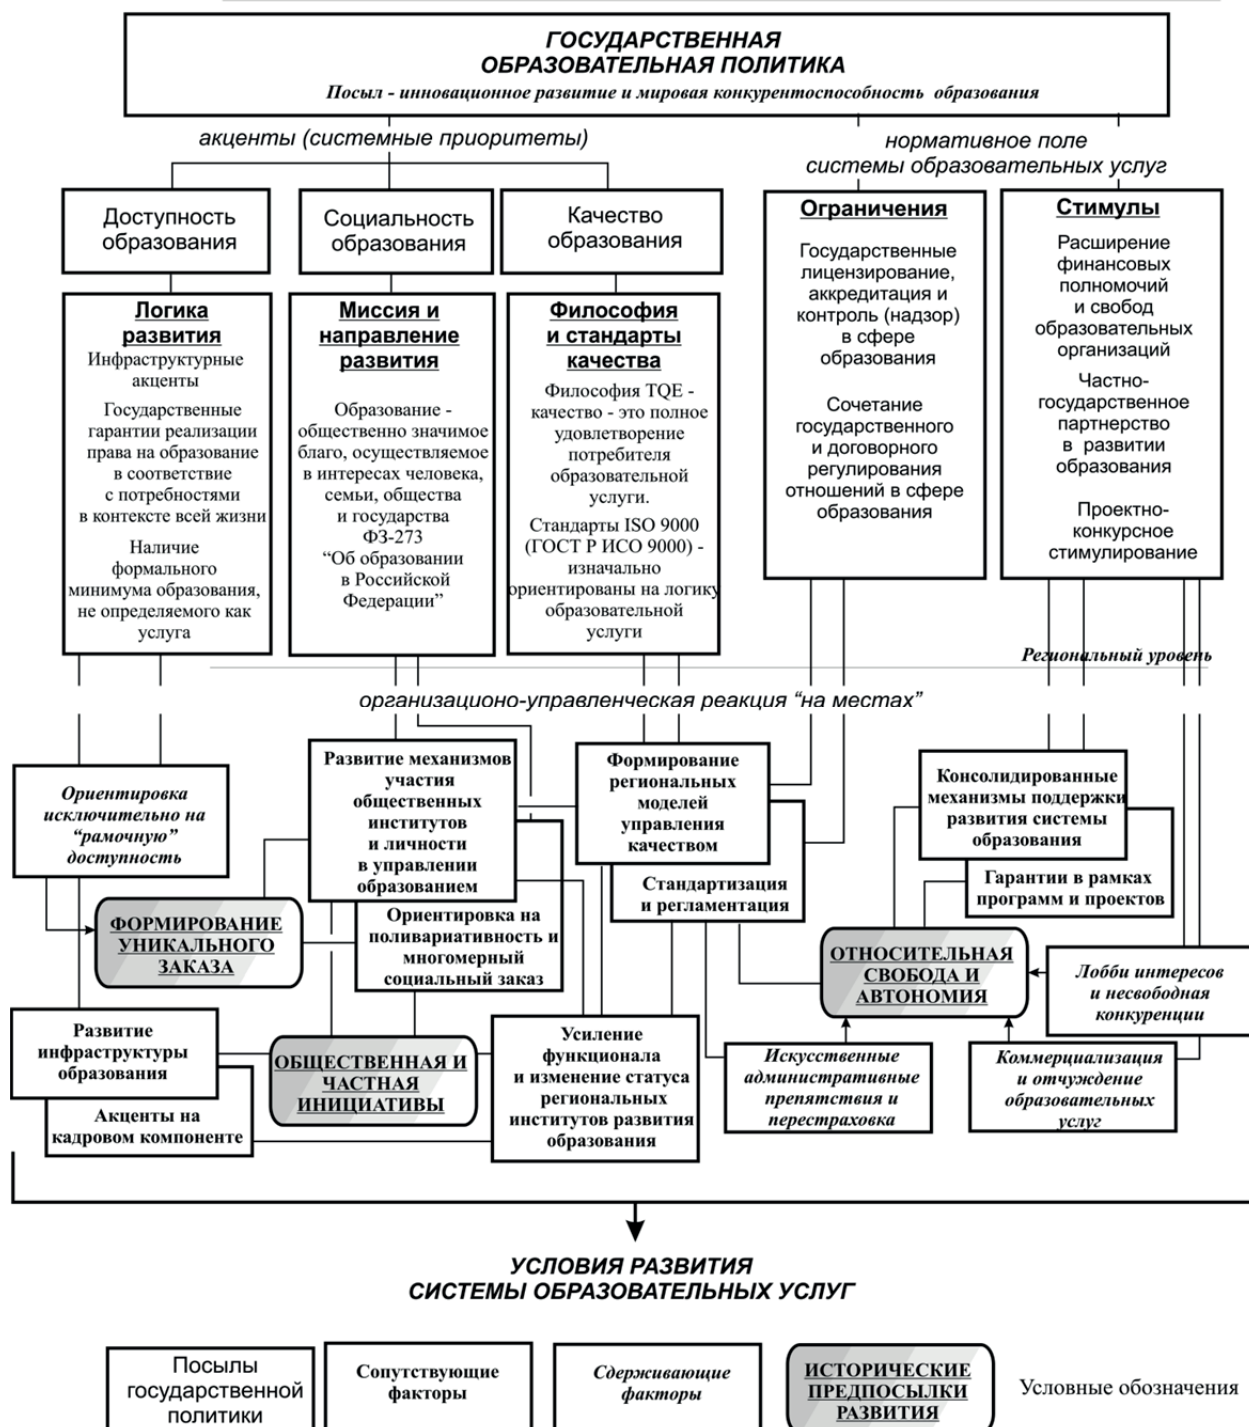 ГОСУДАРСТВЕННАЯ
ОБРАЗОВАТЕЛЬНАЯ ПОЛИТИКА
Посыл - инновационное развитие и мировая конкурентоспособность образования
акценты (системные приоритеты)
нормативное поле
системы образовательных услуг
Доступность
образования
Социальность
образования
Качество
образования
Логика
развития
Инфраструктурные
акценты
Государственные
гарантии реализации
права на образование
в соответствие
с потребностями
в контексте всей жизни
Наличие
формального
минимума образования,
не определяемого как
услуга
Миссия и
направление
развития
Образование -
общественно значимое
благо, осуществляемое
в интересах человека,
семьи, общества
и государства
ФЗ-273
“Об образовании
в Российской
Федерации”
Философия
и стандарты
качества
Философия TQE -
качество - это полное
удовлетворение
потребителя
образовательной
услуги.
Стандарты ISO 9000
(ГОСТ Р ИСО 9000) -
изначально
ориентированы на логику
образовательной
услуги
Ограничения
Государственные
лицензирование,
аккредитация и
контроль (надзор)
в сфере
образования
Сочетание
государственного
и договорного
регулирования
отношений в сфере
образования
Стимулы
Расширение
финансовых
полномочий
и свобод
образовательных
организаций
Частно-
государственное
партнерство
в развитии
образования
Проектно-
конкурсное
стимулирование
Региональный уровень
организационо-управленческая реакция “на местах”
Ориентировка
исключительно на
“рамочную”
доступность
Развитие механизмов
участия
общественных
институтов
и личности
в управлении
образованием
Формирование
региональных
моделей
управления
качеством
Консолидированные
механизмы поддержки
развития системы
образования
Стандартизация
и регламентация
Гарантии в рамках
программ и проектов
ФОРМИРОВАНИЕ
УНИКАЛЬНОГО
ЗАКАЗА
Ориентировка на
поливариативность и
многомерный
социальный заказ
ОТНОСИТЕЛЬНАЯ
СВОБОДА И
АВТОНОМИЯ
Лобби интересов
и несвободная
конкуренции
Развитие
инфраструктуры
образования
Акценты на
кадровом компоненте
ОБЩЕСТВЕННАЯ И
ЧАСТНАЯ
ИНИЦИАТИВЫ
Усиление
функционала
и изменение статуса
региональных
институтов развития
образования
Искусственные
административные
препятствия и
перестраховка
Коммерциализация
и отчуждение
образовательных
услуг
УСЛОВИЯ РАЗВИТИЯ
СИСТЕМЫ ОБРАЗОВАТЕЛЬНЫХ УСЛУГ
Посылы
государственной
политики
Сопутствующие
факторы
Сдерживающие
факторы
ИСТОРИЧЕСКИЕ
ПРЕДПОСЫЛКИ
РАЗВИТИЯ
Условные обозначения